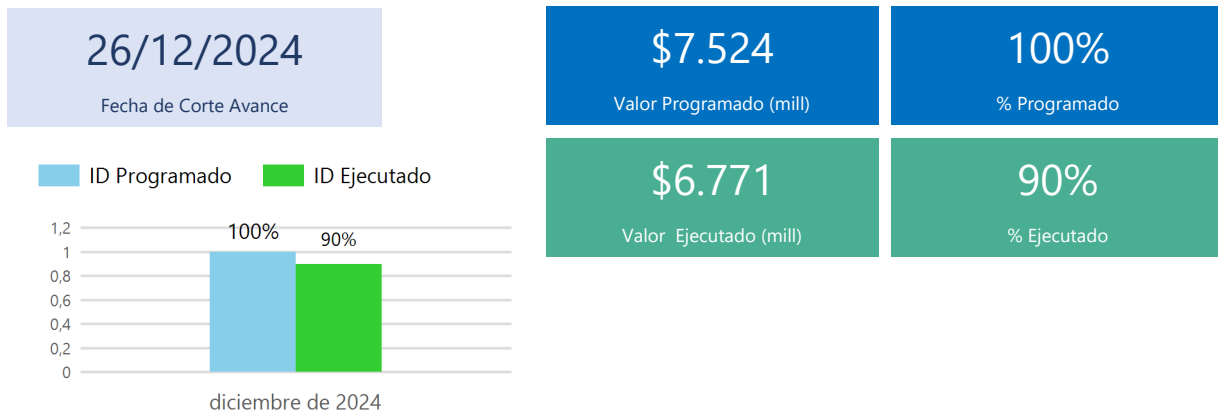 26/12/2024
Fecha de Corte Avance
$7.524
Valor Programado (mill)
100%
% Programado
$6.771
Valor  Ejecutado (mill)
90%
% Ejecutado
ID Programado
ID Ejecutado
1,2
1
0,8
0,6
0,4
0,2
0
100%
90%
diciembre de 2024